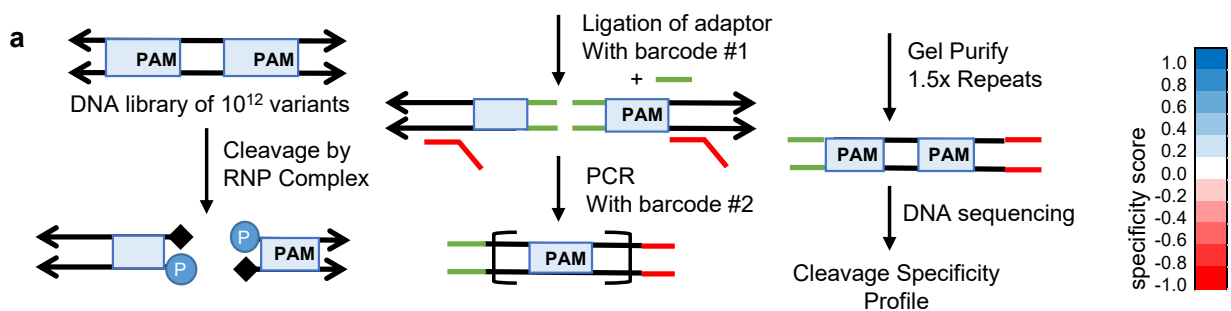 a
PAM PAM
DNA library of 10¹² variants
Cleavage by
RNP Complex
P P PAM
Ligation of adaptor
With barcode #1
+
PAM
PCR
With barcode #2
PAM
Gel Purify
1.5x Repeats
PAM PAM
DNA sequencing
Cleavage Specificity
Profile
specificity score
1.0
0.8
0.6
0.4
0.2
0.0
-0.2
-0.4
-0.6
-0.8
-1.0